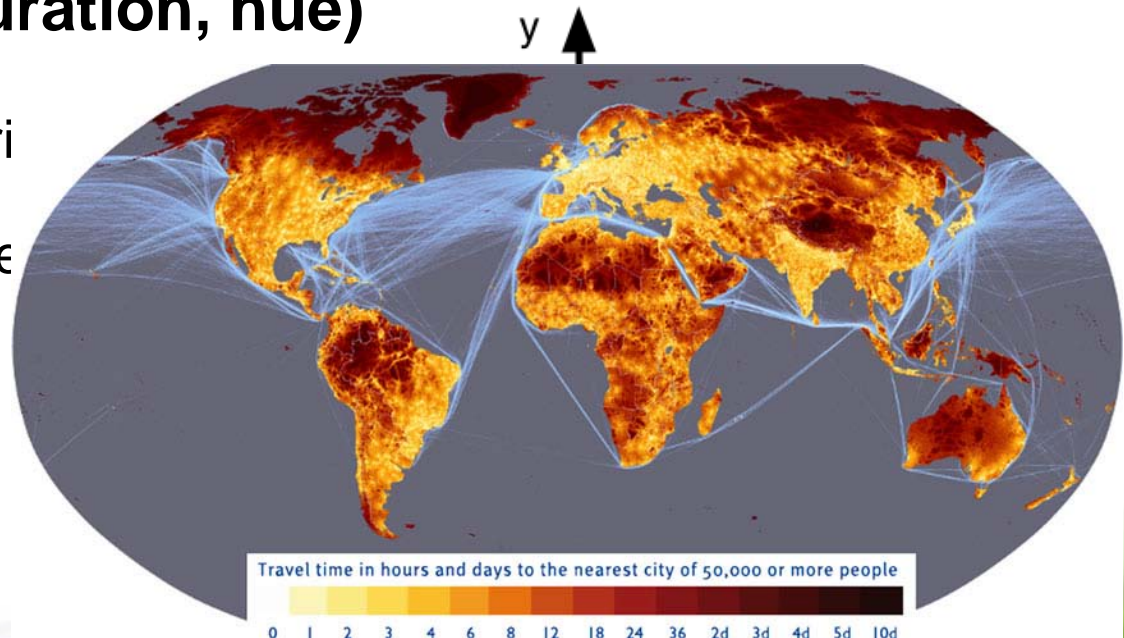 hue)
y
Travel time in hours and days to the nearest city of 50,000 or more people
0 1 2 3 4 6 8 12 18 24 36 2d 3d 4d 5d 10d